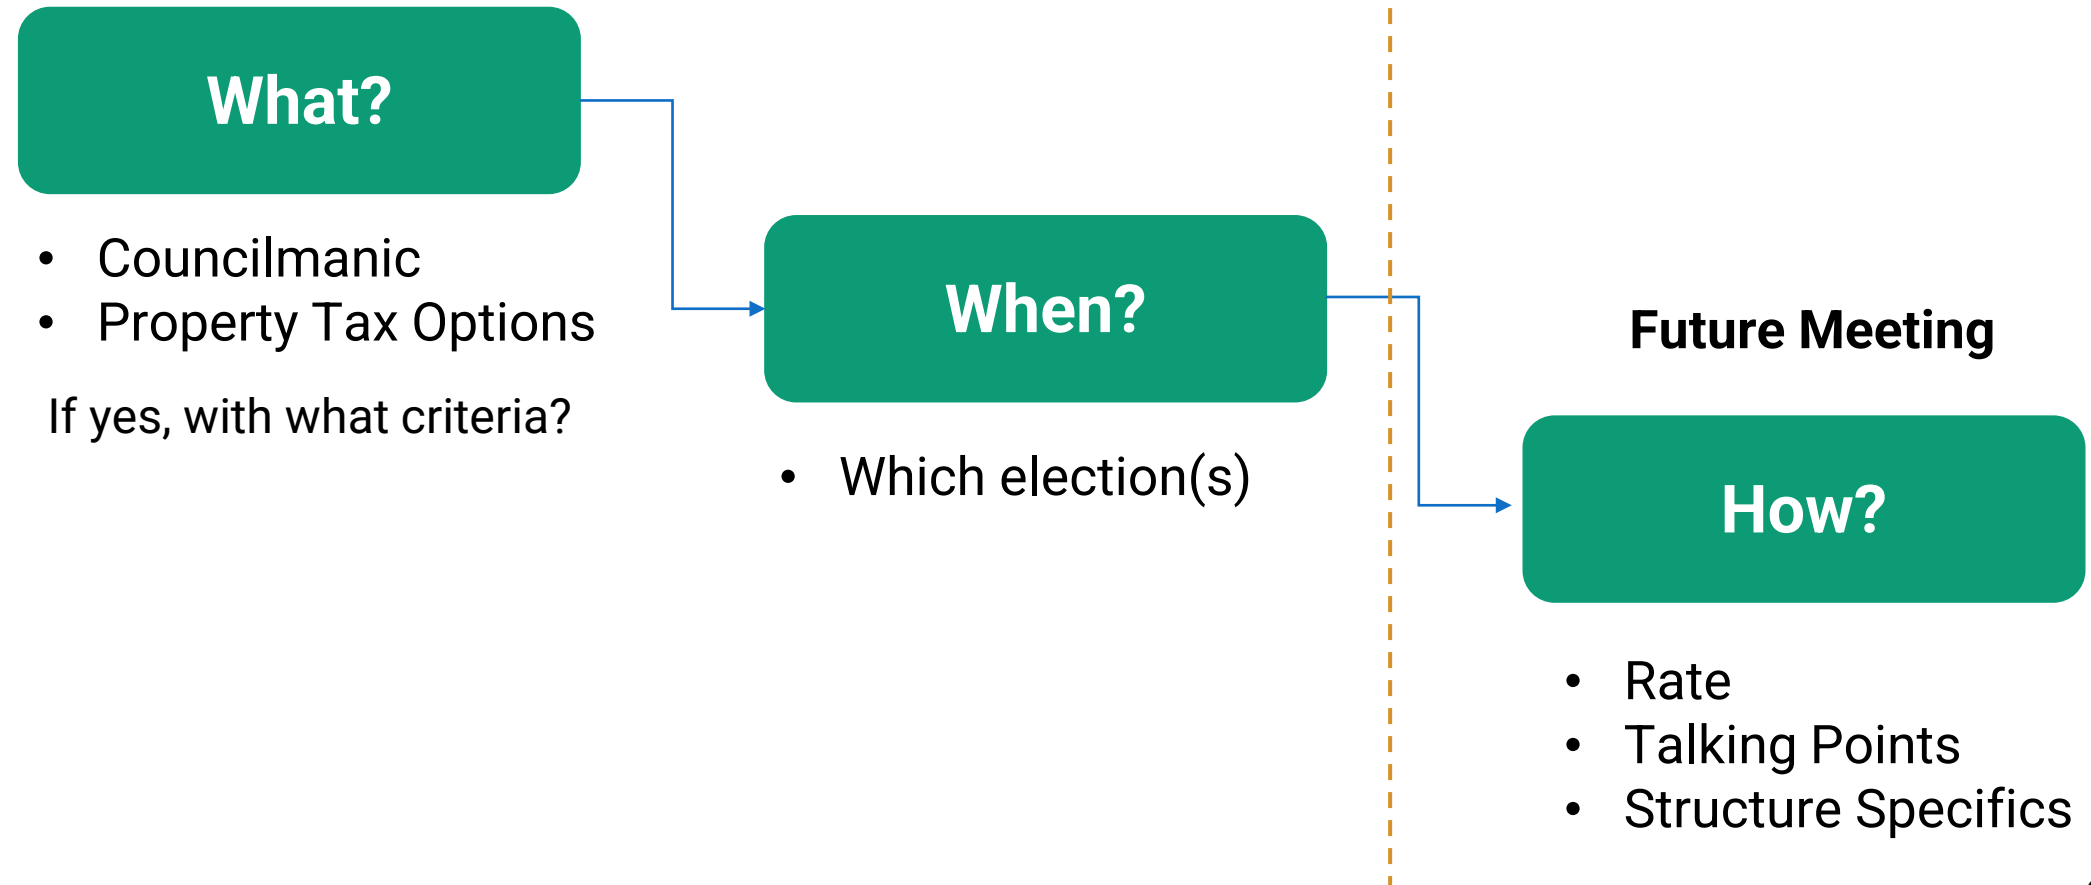 What?
• Councilmanic
• Property Tax Options
If yes, with what criteria?
When?
• Which election(s)
Future Meeting
How?
• Rate
• Talking Points
• Structure Specifics